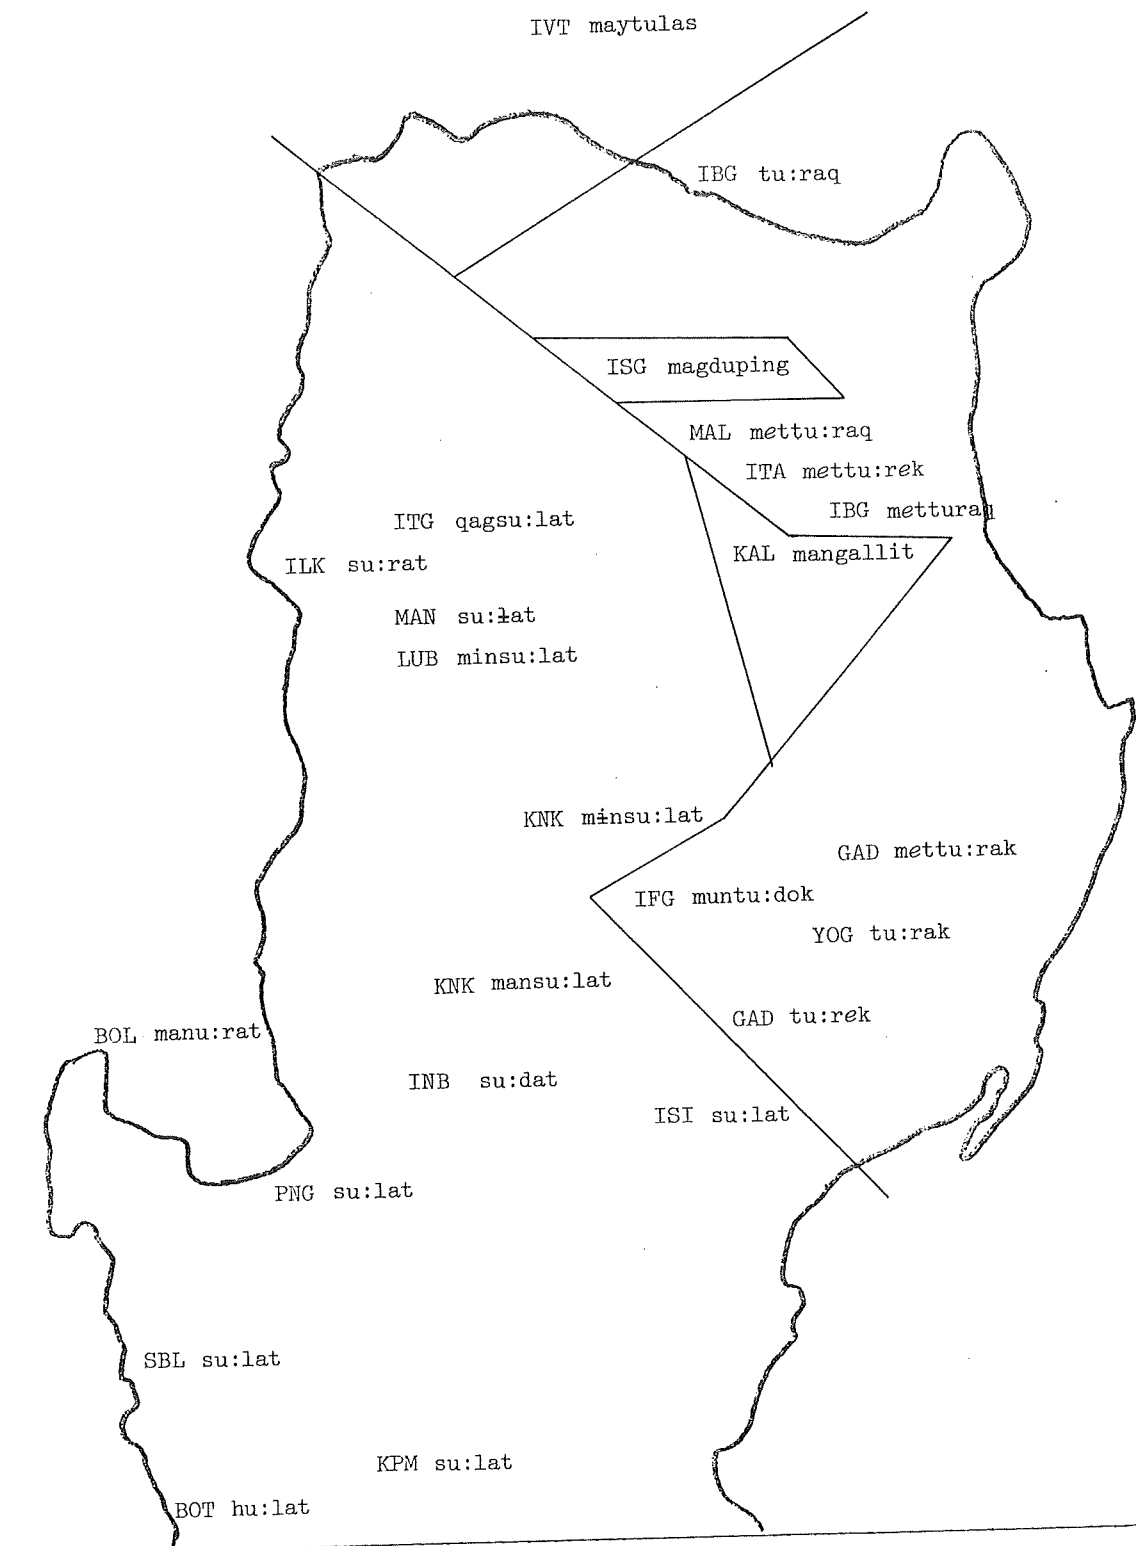 IVT maytulas
IBG tu:raq
ISG magduping
MAL mettu:raq
ITA mettu:rek
IBG metturaq
ITG qagsu:lat
KAL mangallit
ILK su:rat
MAN su:łat
LUB minsu:lat
KNK mɨnsu:lat
GAD mettu:rak
IFG muntu:dok
YOG tu:rak
KNK mansu:lat
GAD tu:rek
BOL manu:rat
INB su:dat
ISI su:lat
PNG su:lat
SBL su:lat
KPM su:lat
BOT hu:lat